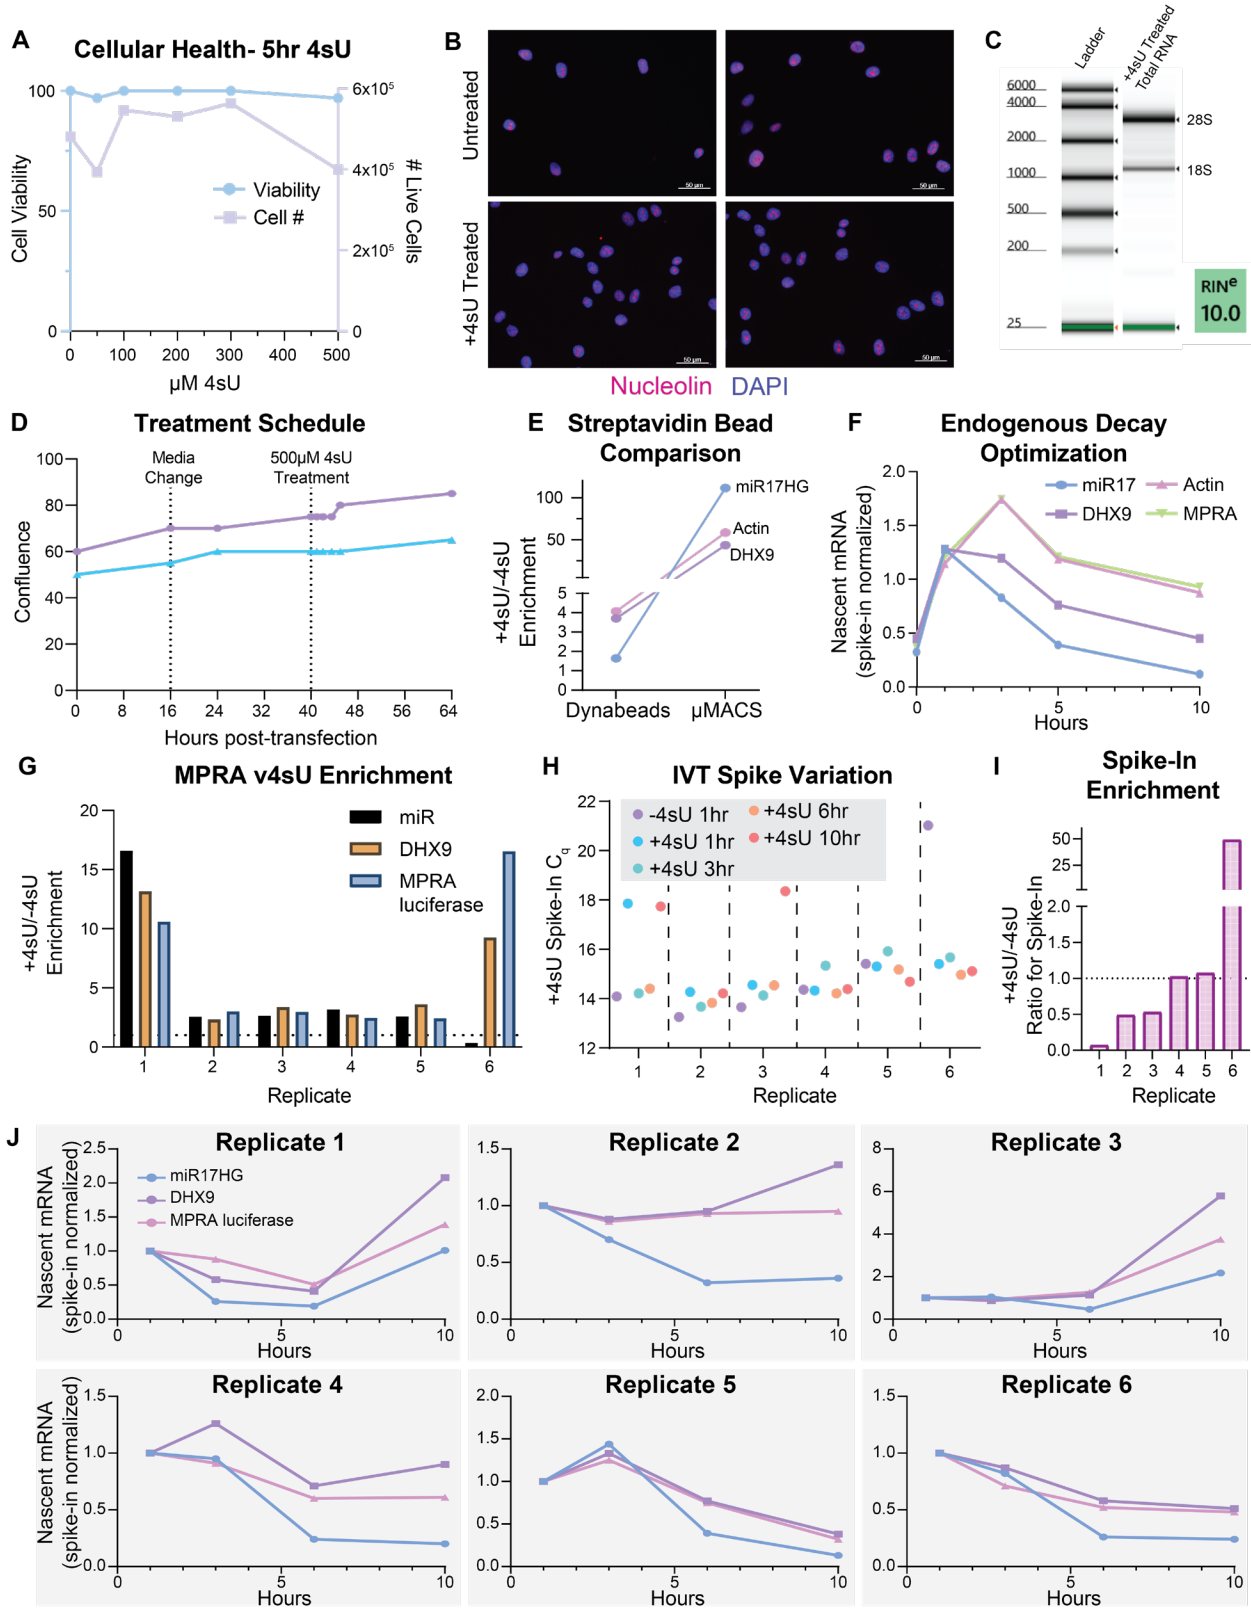 A
Cellular Health- 5hr 4sU
100
50
0
Cell Viability
6x10⁵
4x10⁵
2x10⁵
0
# Live Cells
Viability
Cell #
0
100
200
300
400
500
µM 4sU
B
Untreated
+4sU Treated
50 µm
50 µm
50 µm
50 µm
Nucleolin DAPI
C
Ladder
+4sU Treated
Total RNA
6000
4000
2000
1000
500
200
25
28S
18S
RINᵉ
10.0
D
Treatment Schedule
Media
Change
500µM 4sU
Treatment
100
80
60
40
20
0
Confluence
0
8
16
24
32
40
48
56
64
Hours post-transfection
E
Streptavidin Bead
Comparison
+4sU/-4sU
Enrichment
100
50
5
4
3
2
1
0
miR17HG
Actin
DHX9
Dynabeads
µMACS
F
Endogenous Decay
Optimization
Nascent mRNA
(spike-in normalized)
2.0
1.5
1.0
0.5
0.0
miR17
Actin
DHX9
MPRA
0
5
10
Hours
G
MPRA v4sU Enrichment
+4sU/-4sU
Enrichment
20
15
10
5
0
miR
DHX9
MPRA
luciferase
1
2
3
4
5
6
Replicate
H
IVT Spike Variation
+4sU Spike-In Cq
22
20
18
16
14
12
-4sU 1hr
+4sU 6hr
+4sU 1hr
+4sU 10hr
+4sU 3hr
1
2
3
4
5
6
Replicate
I
Spike-In
Enrichment
+4sU/-4sU
Ratio for Spike-In
50
25
2.0
1.5
1.0
0.5
0.0
1
2
3
4
5
6
Replicate
J
Replicate 1
Nascent mRNA
(spike-in normalized)
2.5
2.0
1.5
1.0
0.5
0.0
miR17HG
DHX9
MPRA luciferase
0
5
10
Hours
Replicate 2
1.5
1.0
0.5
0.0
0
5
10
Hours
Replicate 3
8
6
4
2
0
0
5
10
Hours
Replicate 4
Nascent mRNA
(spike-in normalized)
1.5
1.0
0.5
0.0
0
5
10
Hours
Replicate 5
2.0
1.5
1.0
0.5
0.0
0
5
10
Hours
Replicate 6
1.5
1.0
0.5
0.0
0
5
10
Hours